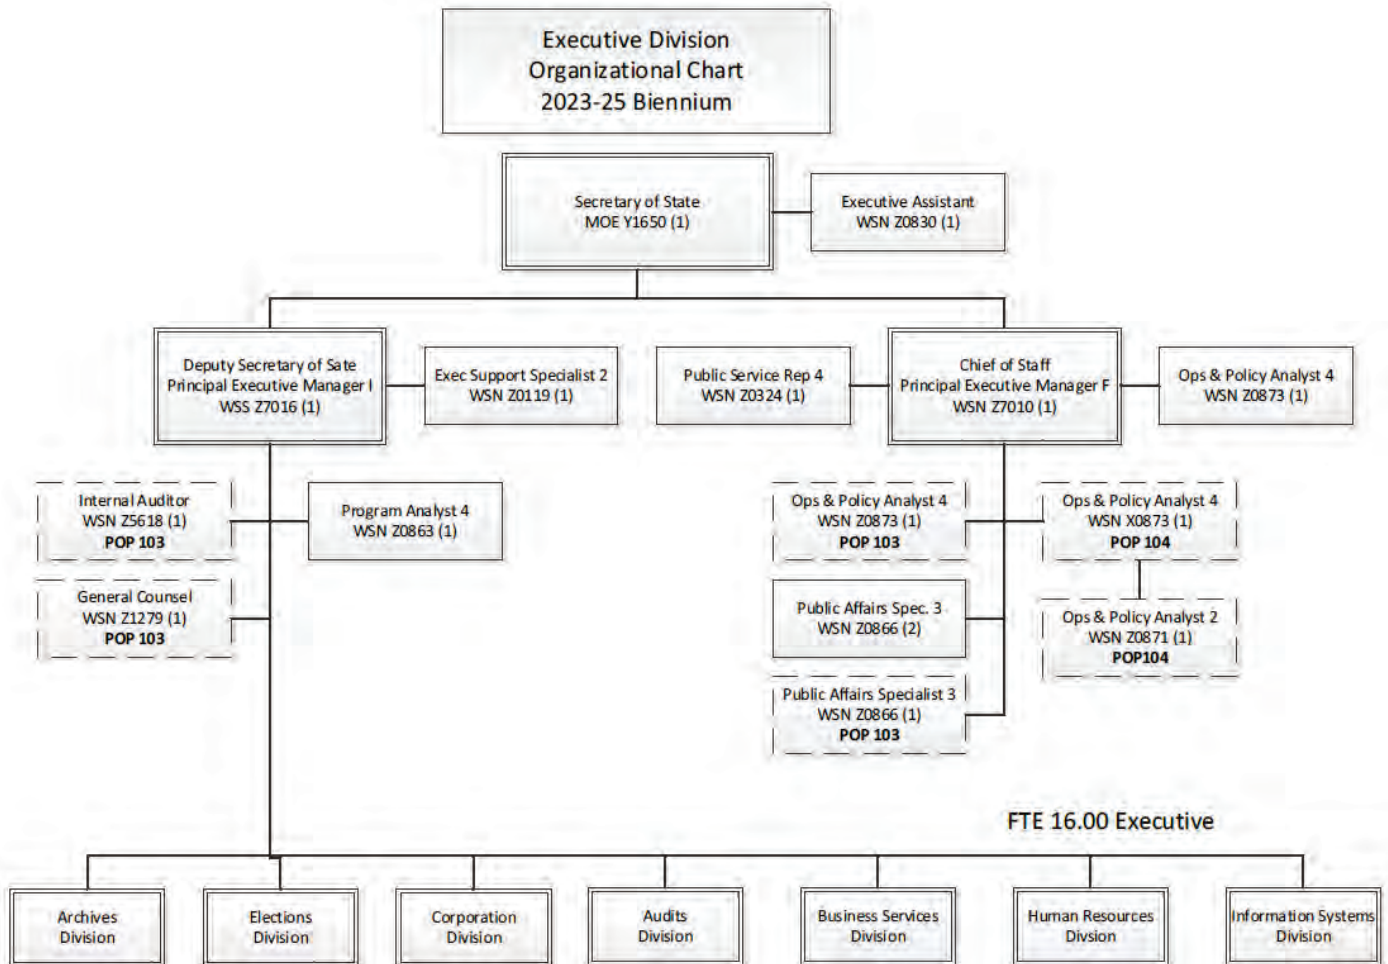 Executive Division
Organizational Chart
2023-25 Biennium
Secretary of State
MOE Y1650 (1)
Executive Assistant
WSN Z0830 (1)
Deputy Secretary of Sate
Principal Executive Manager I
WSS Z7016 (1)
Exec Support Specialist 2
WSN Z0119 (1)
Public Service Rep 4
WSN Z0324 (1)
Chief of Staff
Principal Executive Manager F
WSN Z7010 (1)
Ops & Policy Analyst 4
WSN Z0873 (1)
Internal Auditor
WSN Z5618 (1)
POP 103
Program Analyst 4
WSN Z0863 (1)
Ops & Policy Analyst 4
WSN Z0873 (1)
POP 103
Ops & Policy Analyst 4
WSN X0873 (1)
POP 104
General Counsel
WSN Z1279 (1)
POP 103
Public Affairs Spec. 3
WSN Z0866 (2)
Ops & Policy Analyst 2
WSN Z0871 (1)
POP104
Public Affairs Specialist 3
WSN Z0866 (1)
POP 103
FTE 16.00 Executive
Archives
Division
Elections
Division
Corporation
Division
Audits
Division
Business Services
Division
Human Resources
Divsion
Information Systems
Division